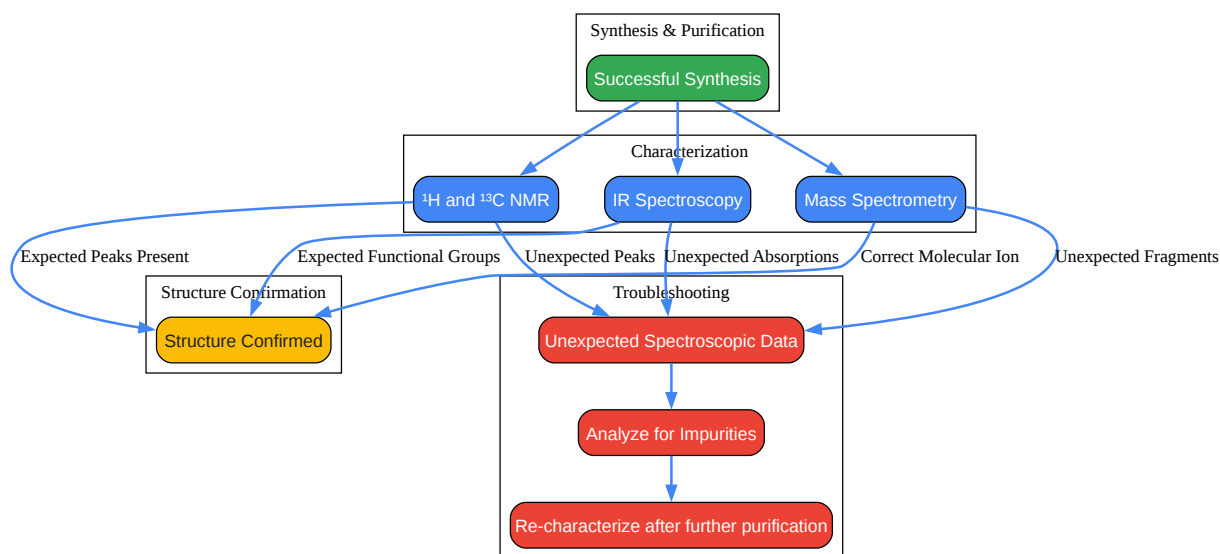 Synthesis & Purification
Successful Synthesis
Characterization
¹H and ¹³C NMR
IR Spectroscopy
Mass Spectrometry
Expected Peaks Present
Expected Functional Groups
Unexpected Peaks
Unexpected Absorptions
Correct Molecular Ion
Unexpected Fragments
Structure Confirmation
Troubleshooting
Structure Confirmed
Unexpected Spectroscopic Data
Analyze for Impurities
Re-characterize after further purification